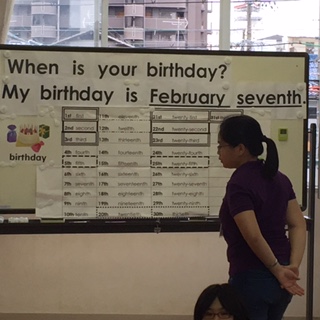 When is your birthday?
My birthday is February seventh.
birthday
1st first 11th eleventh 21st twenty-first
2nd second 12th twelfth 22nd twenty-second
3rd third 13th thirteenth
4th fourth 14th fourteenth 24th twenty-fourth
5th fifth 15th fifteenth 25th twenty-fifth
6th sixth 16th sixteenth 26th twenty-sixth
7th seventh 17th seventeenth 27th twenty-seventh
8th eighth 18th eighteenth 28th twenty-eighth
9th ninth 19th nineteenth 29th twenty-ninth
10th tenth 20th twentieth 30th thirtieth